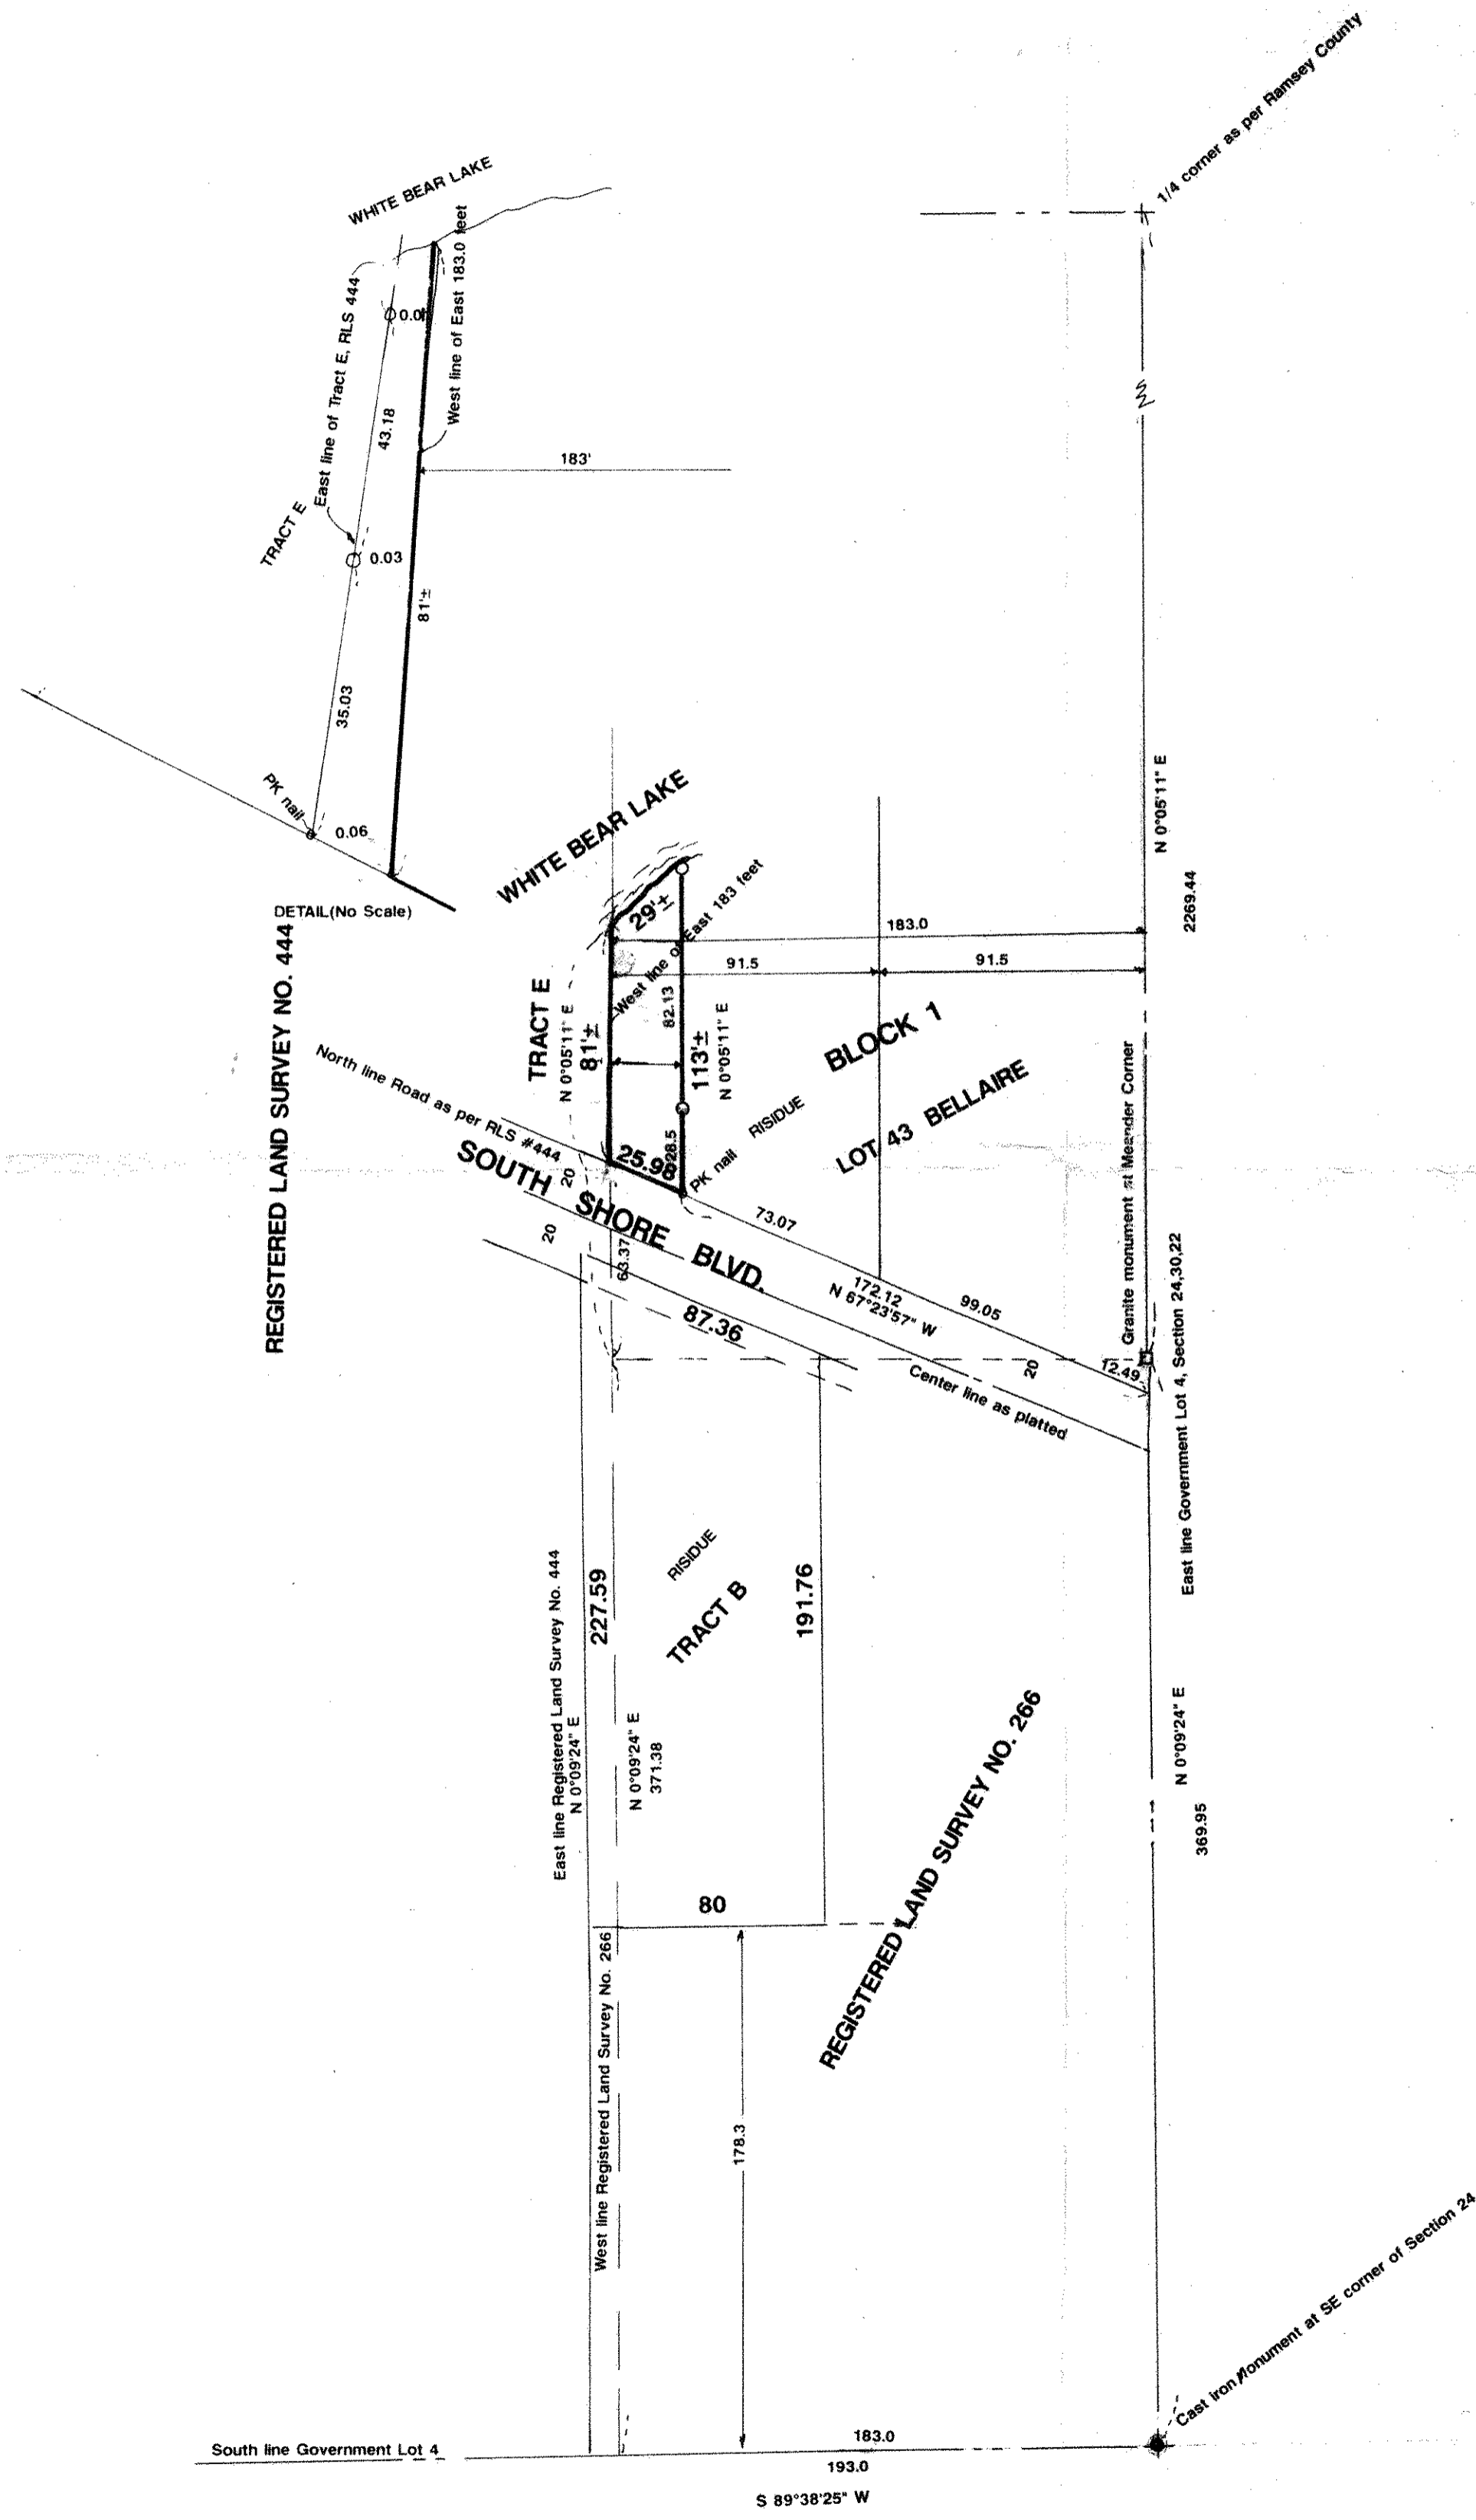 1/4 corner as per Ramsey County
WHITE BEAR LAKE
East line of Tract E, RLS 444
West line of East 183.0 feet
43.18
183'
TRACT E
0.03
81'±
35.03
PK nail
0.06
DETAIL(No Scale)
REGISTERED LAND SURVEY NO. 444
WHITE BEAR LAKE
N 0°05'11" E
2269.44
29'±
West line of East 183 feet
183.0
91.5
91.5
TRACT E
N 0°05'11" E
81'±
82.13
113'±
N 0°05'11" E
BLOCK 1
LOT 43 BELLAIRE
RISIDUE
North line Road as per RLS #444
SOUTH SHORE BLVD.
20
20
25.98
28.5
PK nail
73.07
63.37
87.36
172.12
N 67°23'57" W
99.05
20
12.49
Center line as platted
Granite monument at Meander Corner
East line Government Lot 4, Section 24,30,22
East line Registered Land Survey No. 444
N 0°09'24" E
227.59
N 0°09'24" E
371.38
RISIDUE
TRACT B
191.76
N 0°09'24" E
369.95
80
REGISTERED LAND SURVEY NO. 266
West line Registered Land Survey No. 266
178.3
Cast iron Monument at SE corner of Section 24
South line Government Lot 4
183.0
193.0
S 89°38'25" W